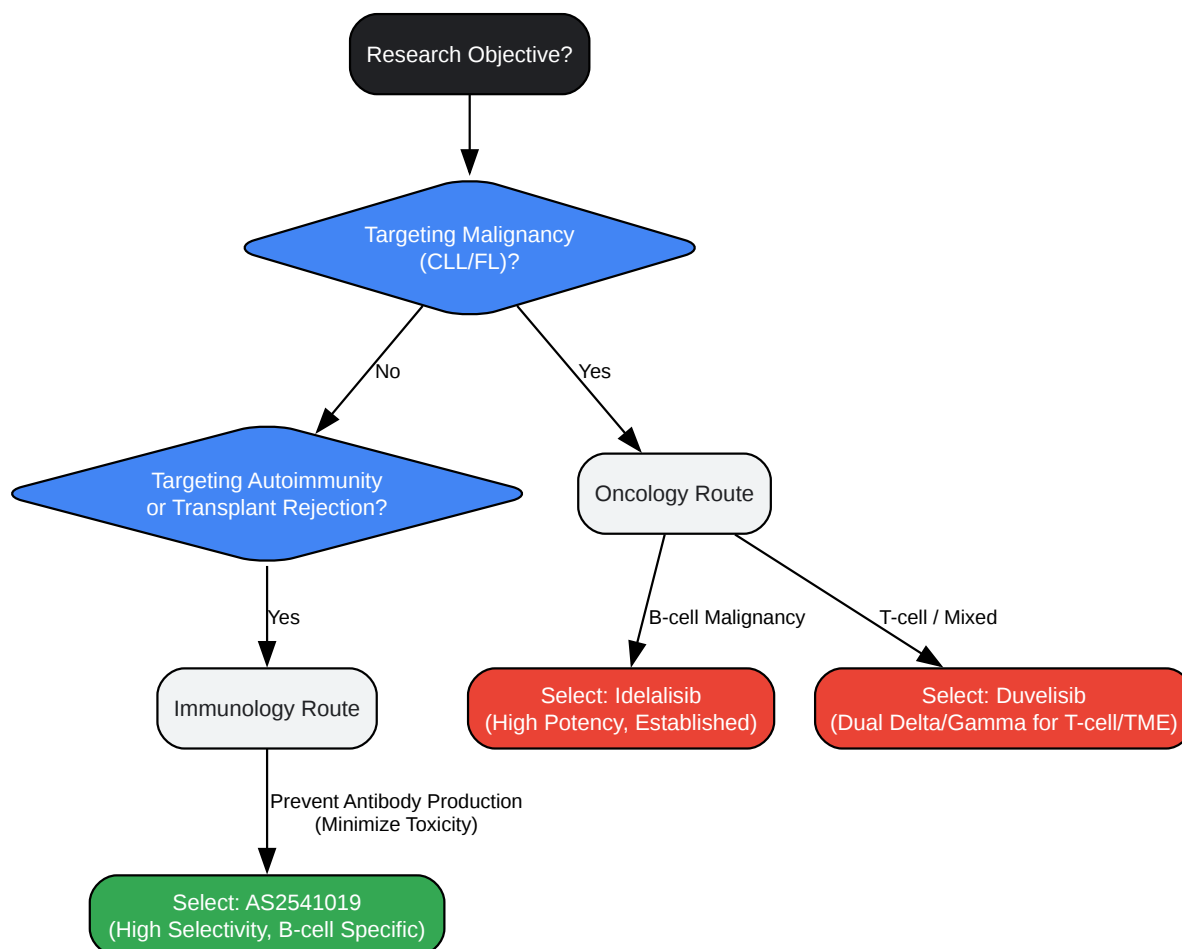 Research Objective?
Targeting Malignancy
(CLL/FL)?
No
Yes
Targeting Autoimmunity
or Transplant Rejection?
Oncology Route
Yes
B-cell Malignancy
T-cell / Mixed
Immunology Route
Select: Idelalisib
(High Potency, Established)
Select: Duvelisib
(Dual Delta/Gamma for T-cell/TME)
Prevent Antibody Production
(Minimize Toxicity)
Select: AS2541019
(High Selectivity, B-cell Specific)